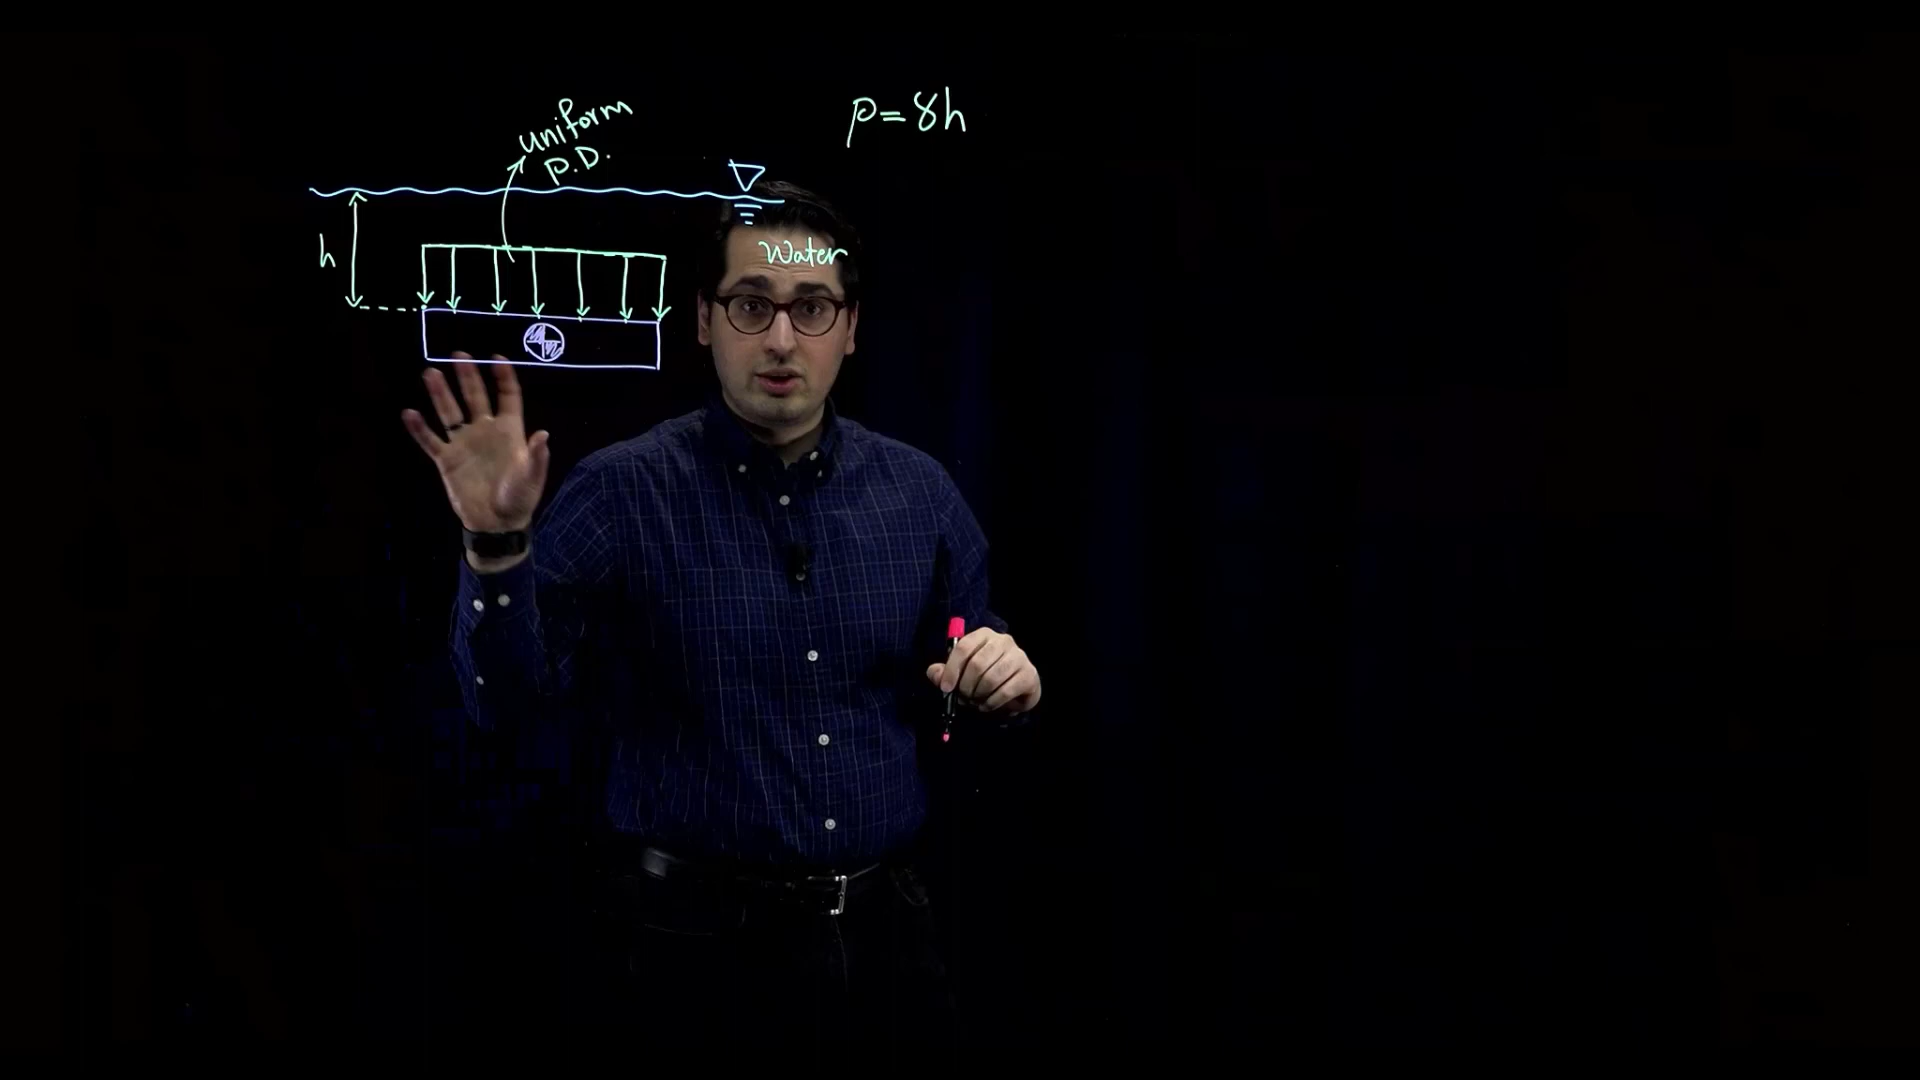 uniform
P.D.
p=γh
h
Water